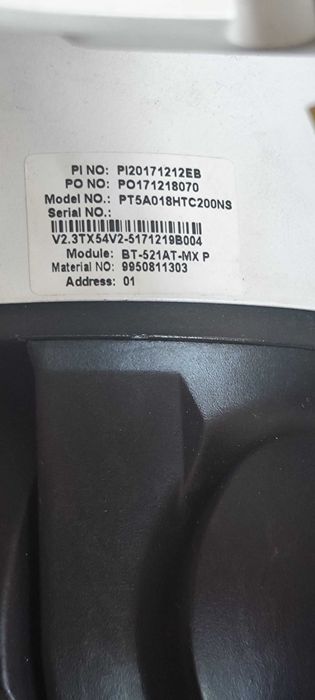 PI NO: PI20171212EB
PO NO: PO171218070
Model NO.: PT5A018HTC200NS
Serial NO.:
V2.3TX54V2-5171219B004
Module: BT-521AT-MX P
Material NO: 9950811303
Address: 01